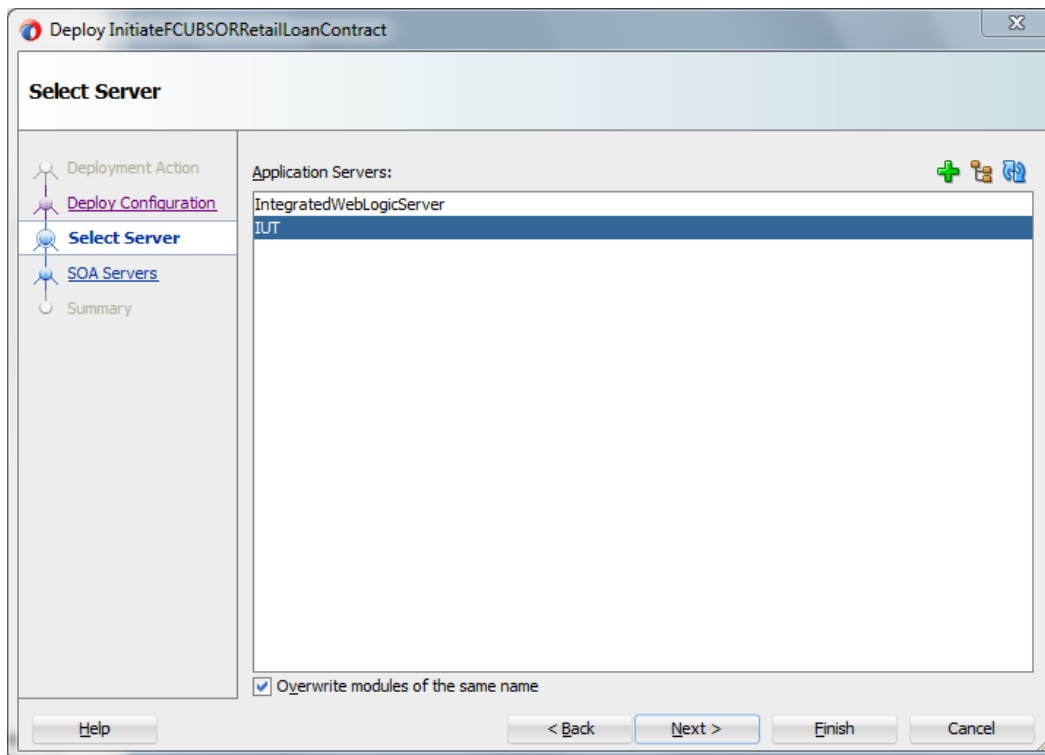 Deploy InitiateFCUBSORRetailLoanContract
Select Server
Deployment Action
Deploy Configuration
Select Server
SOA Servers
Summary
Application Servers:
IntegratedWebLogicServer
IUT
Overwrite modules of the same name
Help
< Back
Next >
Finish
Cancel